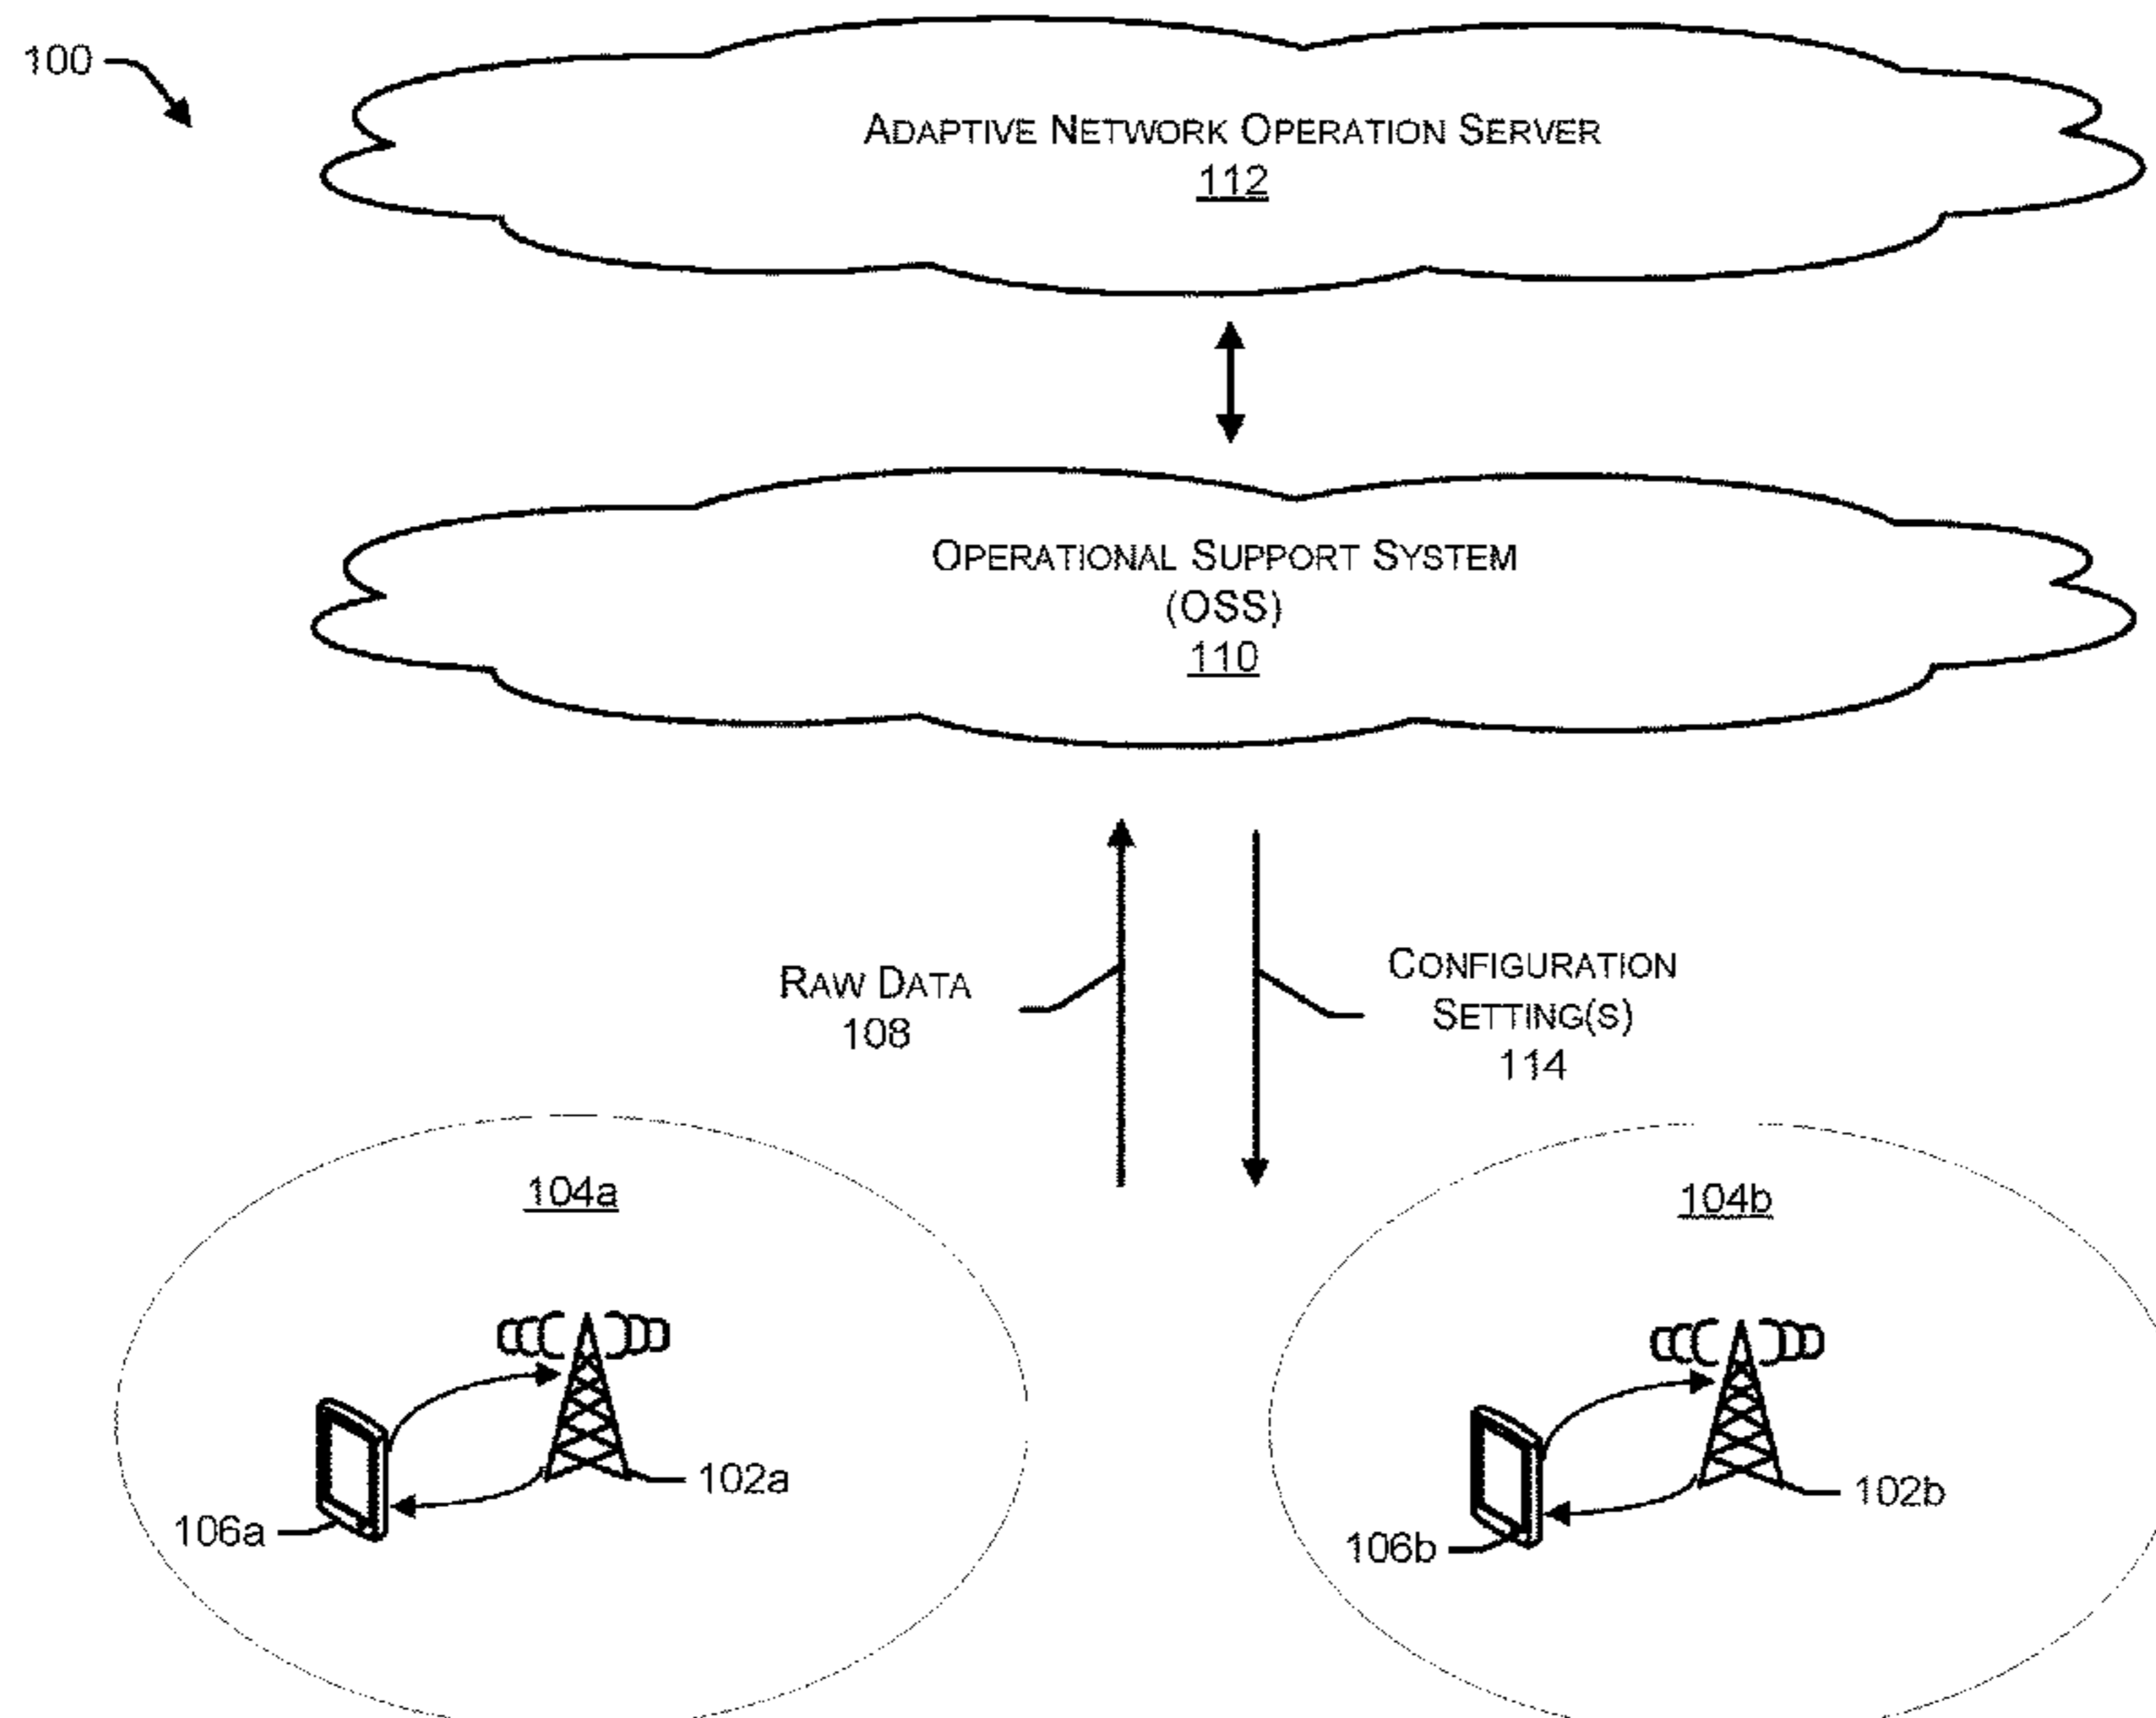 100
ADAPTIVE NETWORK OPERATION SERVER
112
OPERATIONAL SUPPORT SYSTEM
(OSS)
110
RAW DATA
108
CONFIGURATION
SETTING(S)
114
104a
104b
102a
106a
102b
106b